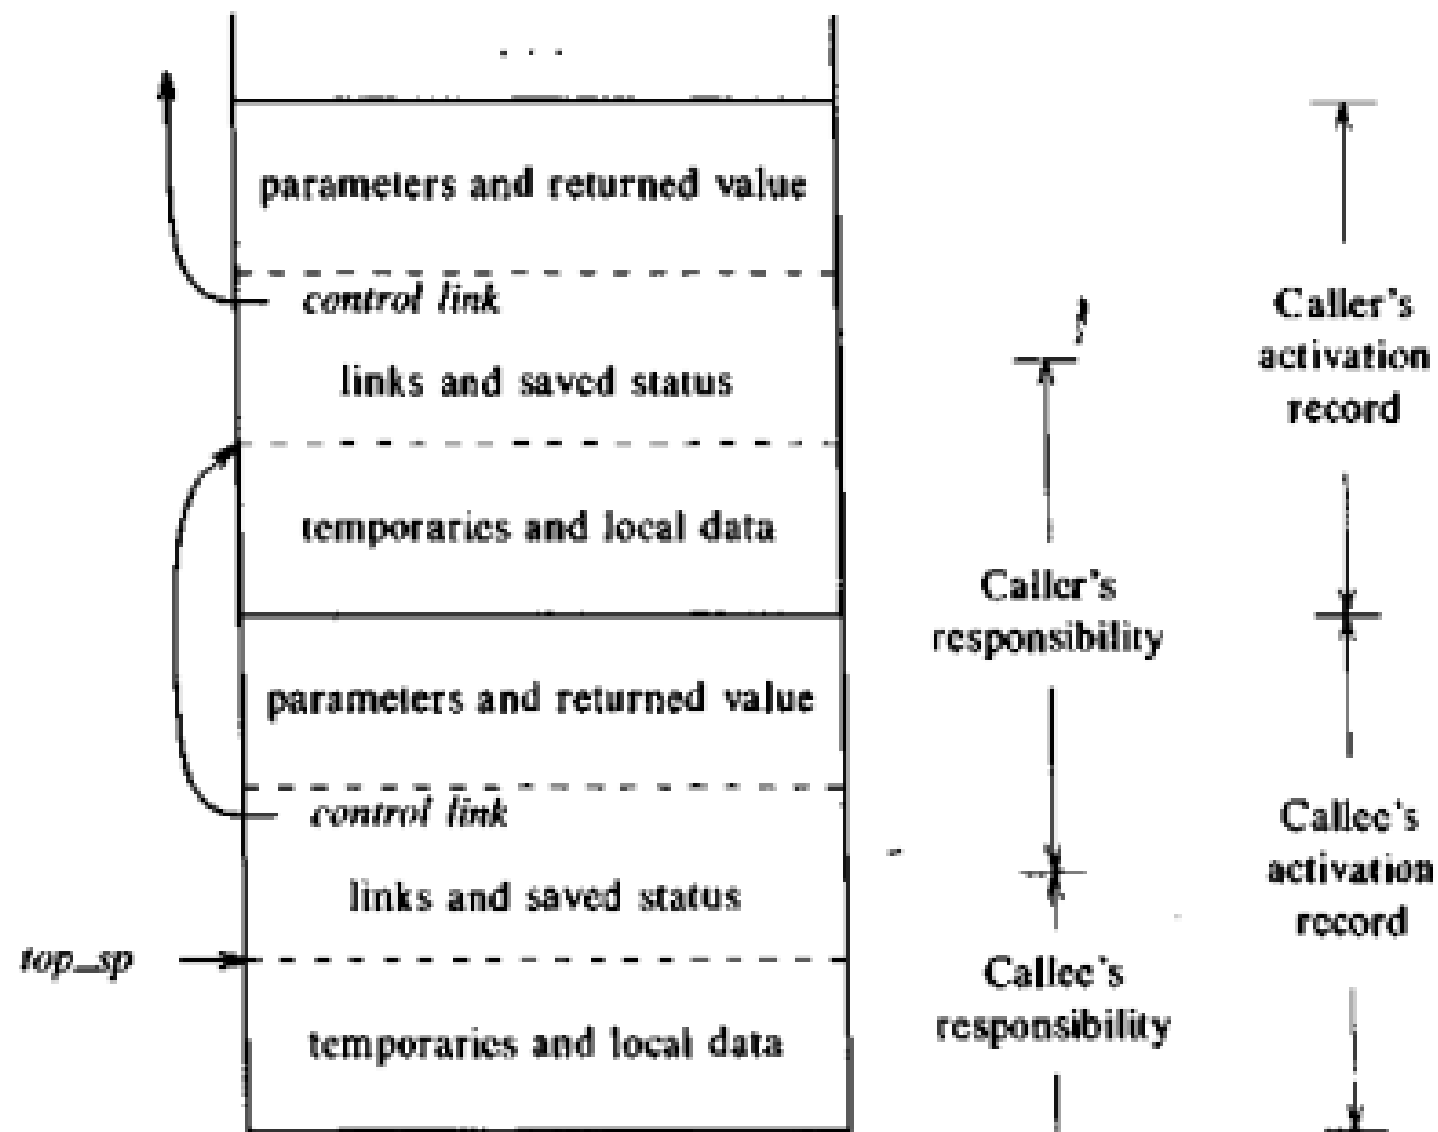 . . .
parameters and returned value
control link
links and saved status
temporaries and local data
parameters and returned value
control link
links and saved status
top_sp
temporaries and local data
Caller's
responsibility
Callee's
responsibility
Caller's
activation
record
Callee's
activation
record